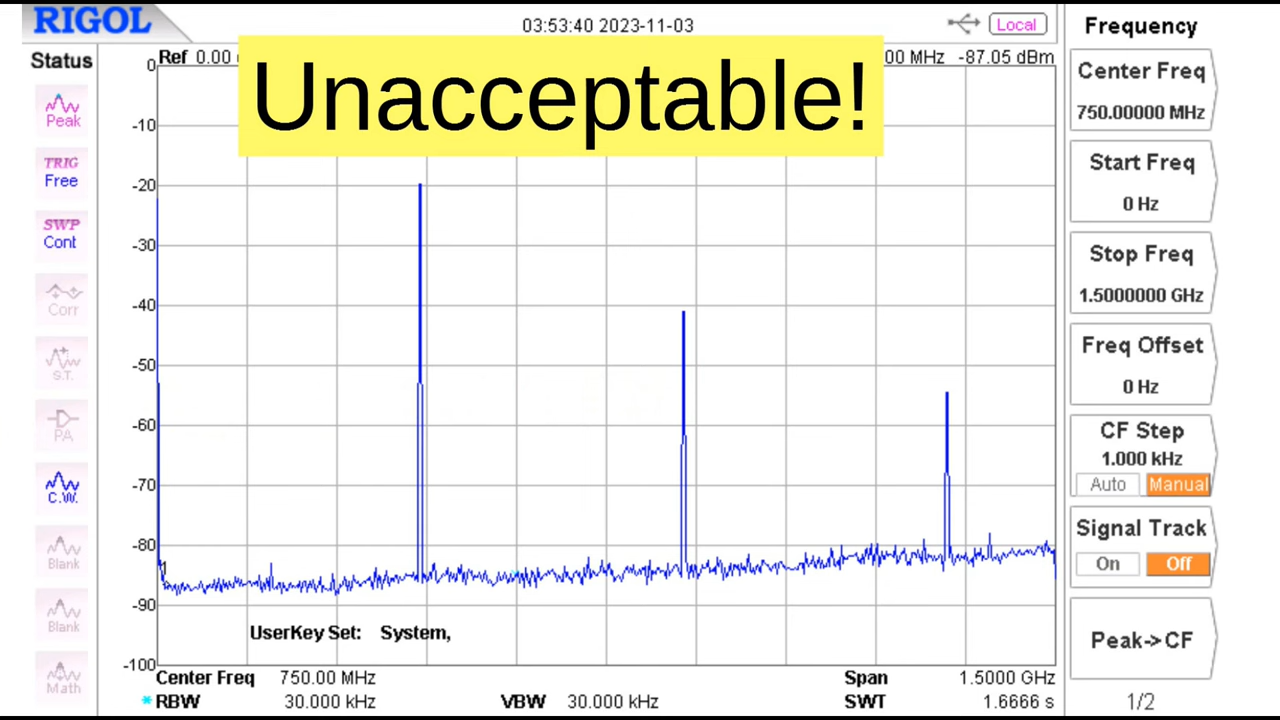 RIGOL
03:53:40 2023-11-03
Local
Status
Ref 0.00
00 MHz -87.05 dBm
Unacceptable!
Peak
TRIG
Free
SWP
Cont
Corr
S.T.
PA
C.W.
Blank
Blank
Math
0
-10
-20
-30
-40
-50
-60
-70
-80
-90
-100
1
UserKey Set: System,
Center Freq 750.00 MHz
Span 1.5000 GHz
*RBW 30.000 kHz
VBW 30.000 kHz
SWT 1.6666 s
Frequency
Center Freq
750.00000 MHz
Start Freq
0 Hz
Stop Freq
1.5000000 GHz
Freq Offset
0 Hz
CF Step
1.000 kHz
Auto Manual
Signal Track
On Off
Peak->CF
1/2